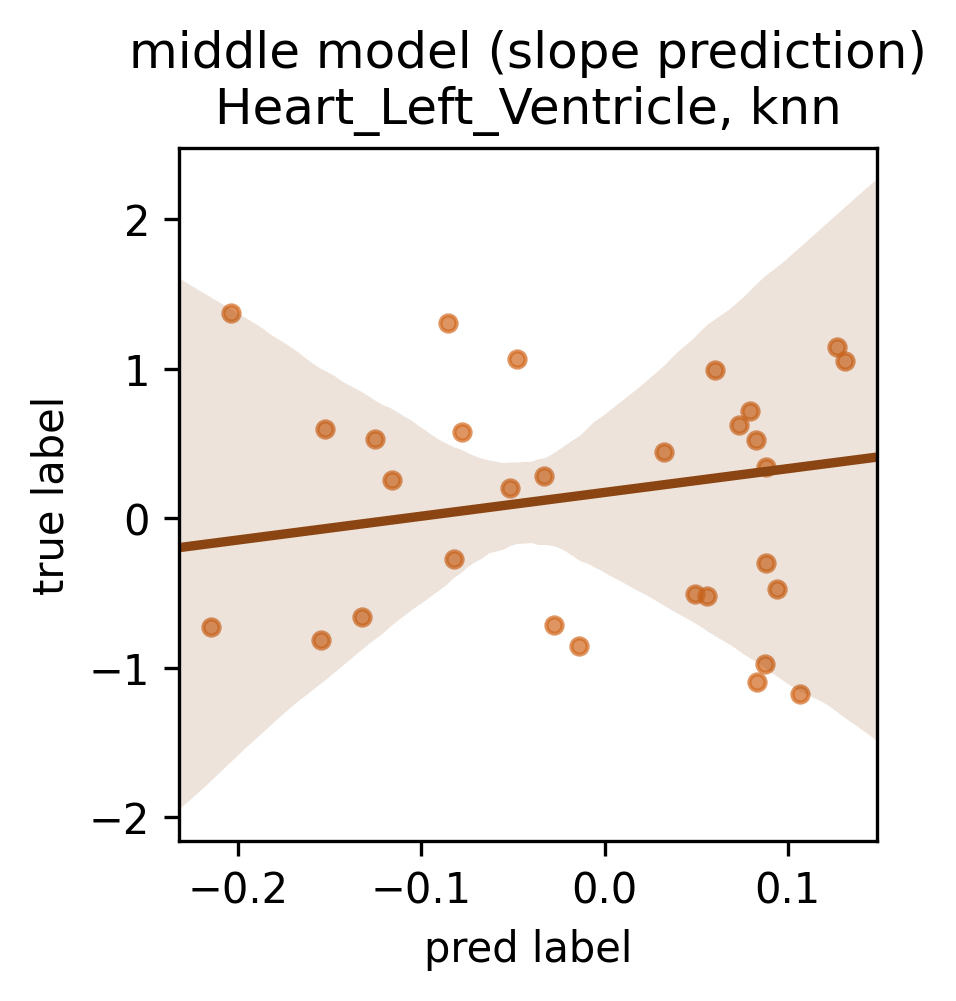 middle model (slope prediction)
Heart_Left_Ventricle, knn
2
1
0
−1
−2
true label
−0.2 −0.1 0.0 0.1
pred label